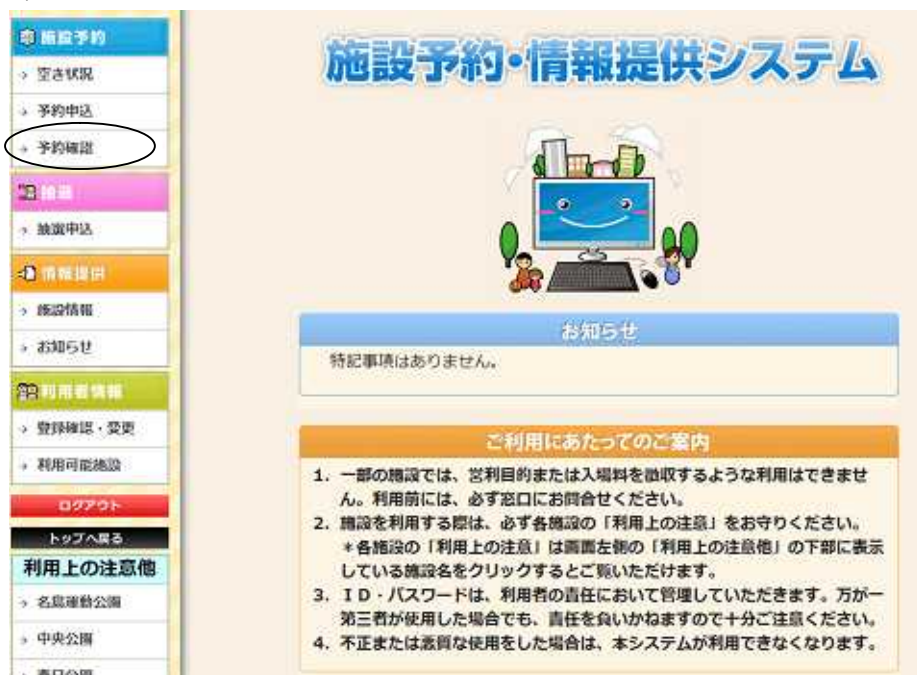 施設予約
空き状況
予約申込
予約確認
抽選
抽選申込
情報提供
施設情報
お知らせ
利用者情報
登録確認・変更
利用可能施設
ログアウト
トップへ戻る
利用上の注意他
名島運動公園
中央公園
春日公園
施設予約・情報提供システム
お知らせ
特記事項はありません。
ご利用にあたってのご案内
1. 一部の施設では、営利目的または入場料を徴収するような利用はできませ
ん。利用前には、必ず窓口にお問合せください。
2. 施設を利用する際は、必ず各施設の「利用上の注意」をお守りください。
＊各施設の「利用上の注意」は画面左側の「利用上の注意他」の下部に表示
している施設名をクリックするとご覧いただけます。
3. ＩＤ・パスワードは、利用者の責任において管理していただきます。万が一
第三者が使用した場合でも、責任を負いかねますので十分ご注意ください。
4. 不正または悪質な使用をした場合は、本システムが利用できなくなります。